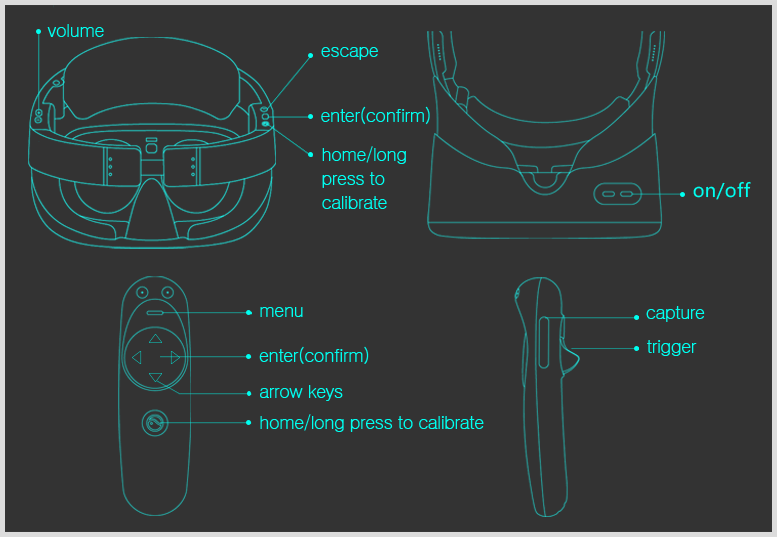 volume
escape
enter(confirm)
home/long
press to
calibrate
on/off
menu
enter(confirm)
arrow keys
home/long press to calibrate
capture
trigger